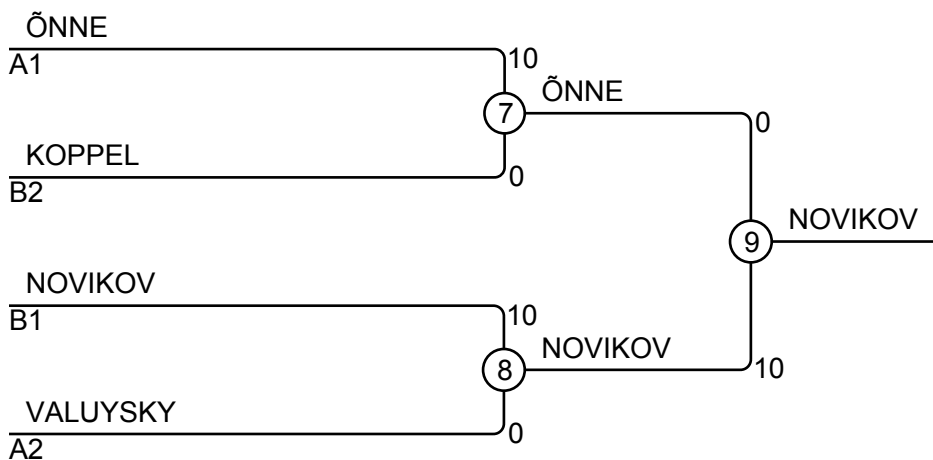 ÕNNE
A1
10
7
ÕNNE
0
KOPPEL
B2
0
9
NOVIKOV
NOVIKOV
B1
10
8
NOVIKOV
10
VALUYSKY
A2
0